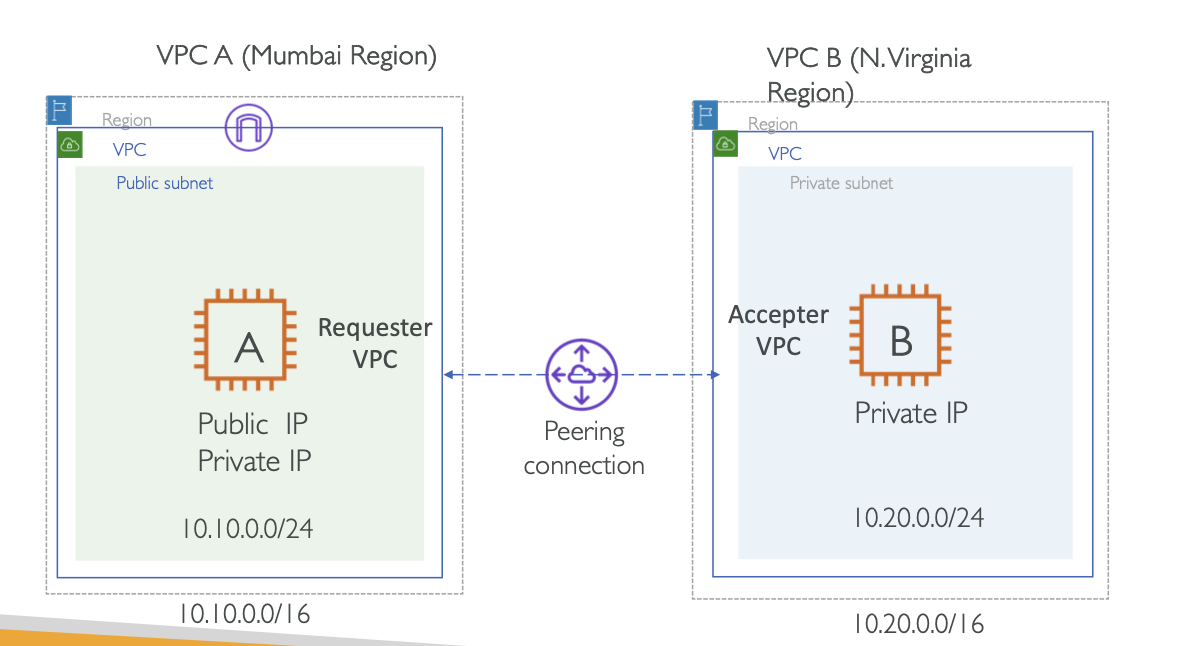 VPC A (Mumbai Region)
Region
VPC
Public subnet
A
Requester
VPC
Public IP
Private IP
10.10.0.0/24
10.10.0.0/16
Peering
connection
VPC B (N.Virginia
Region)
Region
VPC
Private subnet
Accepter
VPC
B
Private IP
10.20.0.0/24
10.20.0.0/16